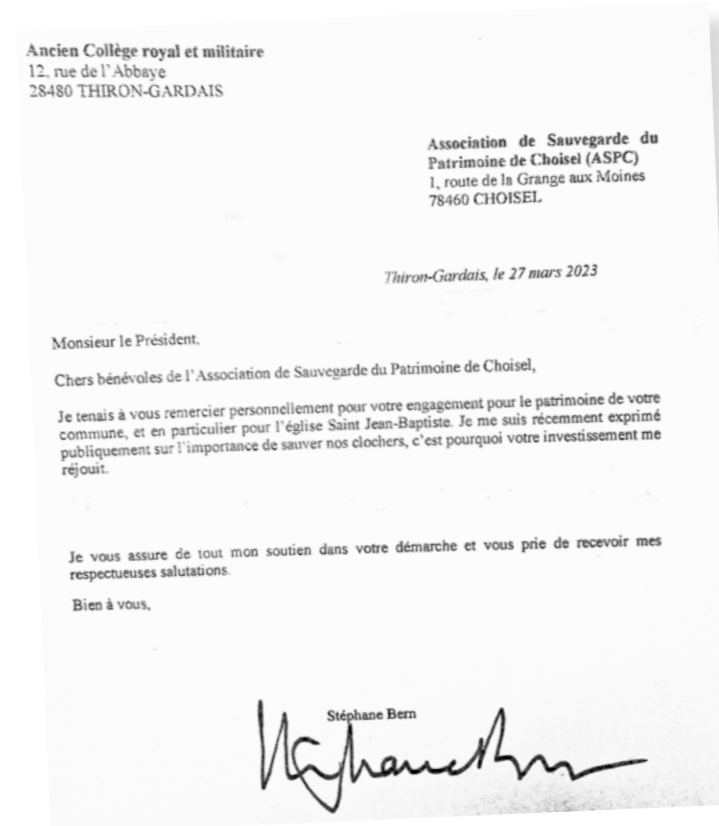 Ancien Collège royal et militaire
12, rue de l'Abbaye
28480 THIRON-GARDAIS
Association de Sauvegarde du
Patrimoine de Choisel (ASPC)
1, route de la Grange aux Moines
78460 CHOISEL
Thiron-Gardais, le 27 mars 2023
Monsieur le Président,
Chers bénévoles de l'Association de Sauvegarde du Patrimoine de Choisel,
Je tenais à vous remercier personnellement pour votre engagement pour le patrimoine de votre
commune, et en particulier pour l'église Saint Jean-Baptiste. Je me suis récemment exprimé
publiquement sur l'importance de sauver nos clochers, c'est pourquoi votre investissement me
réjouit.
Je vous assure de tout mon soutien dans votre démarche et vous prie de recevoir mes
respectueuses salutations.
Bien à vous,
Stéphane Bern
Stéphane Bern